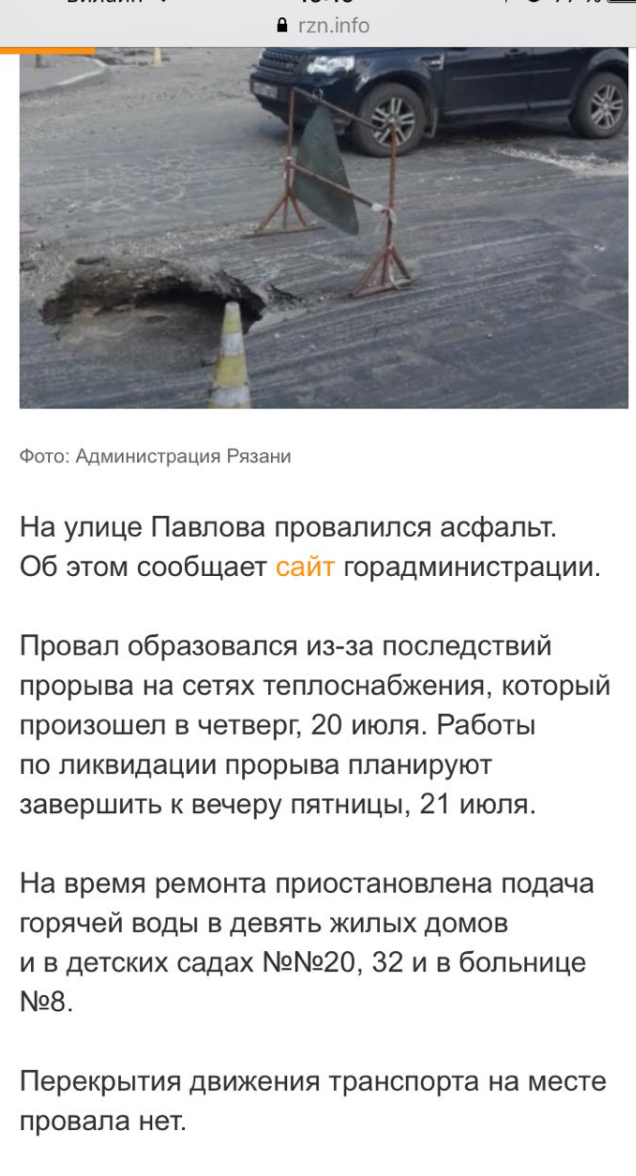 rzn.info
Фото: Администрация Рязани
На улице Павлова провалился асфальт.
Об этом сообщает сайт горадминистрации.
Провал образовался из-за последствий
прорыва на сетях теплоснабжения, который
произошел в четверг, 20 июля. Работы
по ликвидации прорыва планируют
завершить к вечеру пятницы, 21 июля.
На время ремонта приостановлена подача
горячей воды в девять жилых домов
и в детских садах №№20, 32 и в больнице
№8.
Перекрытия движения транспорта на месте
провала нет.